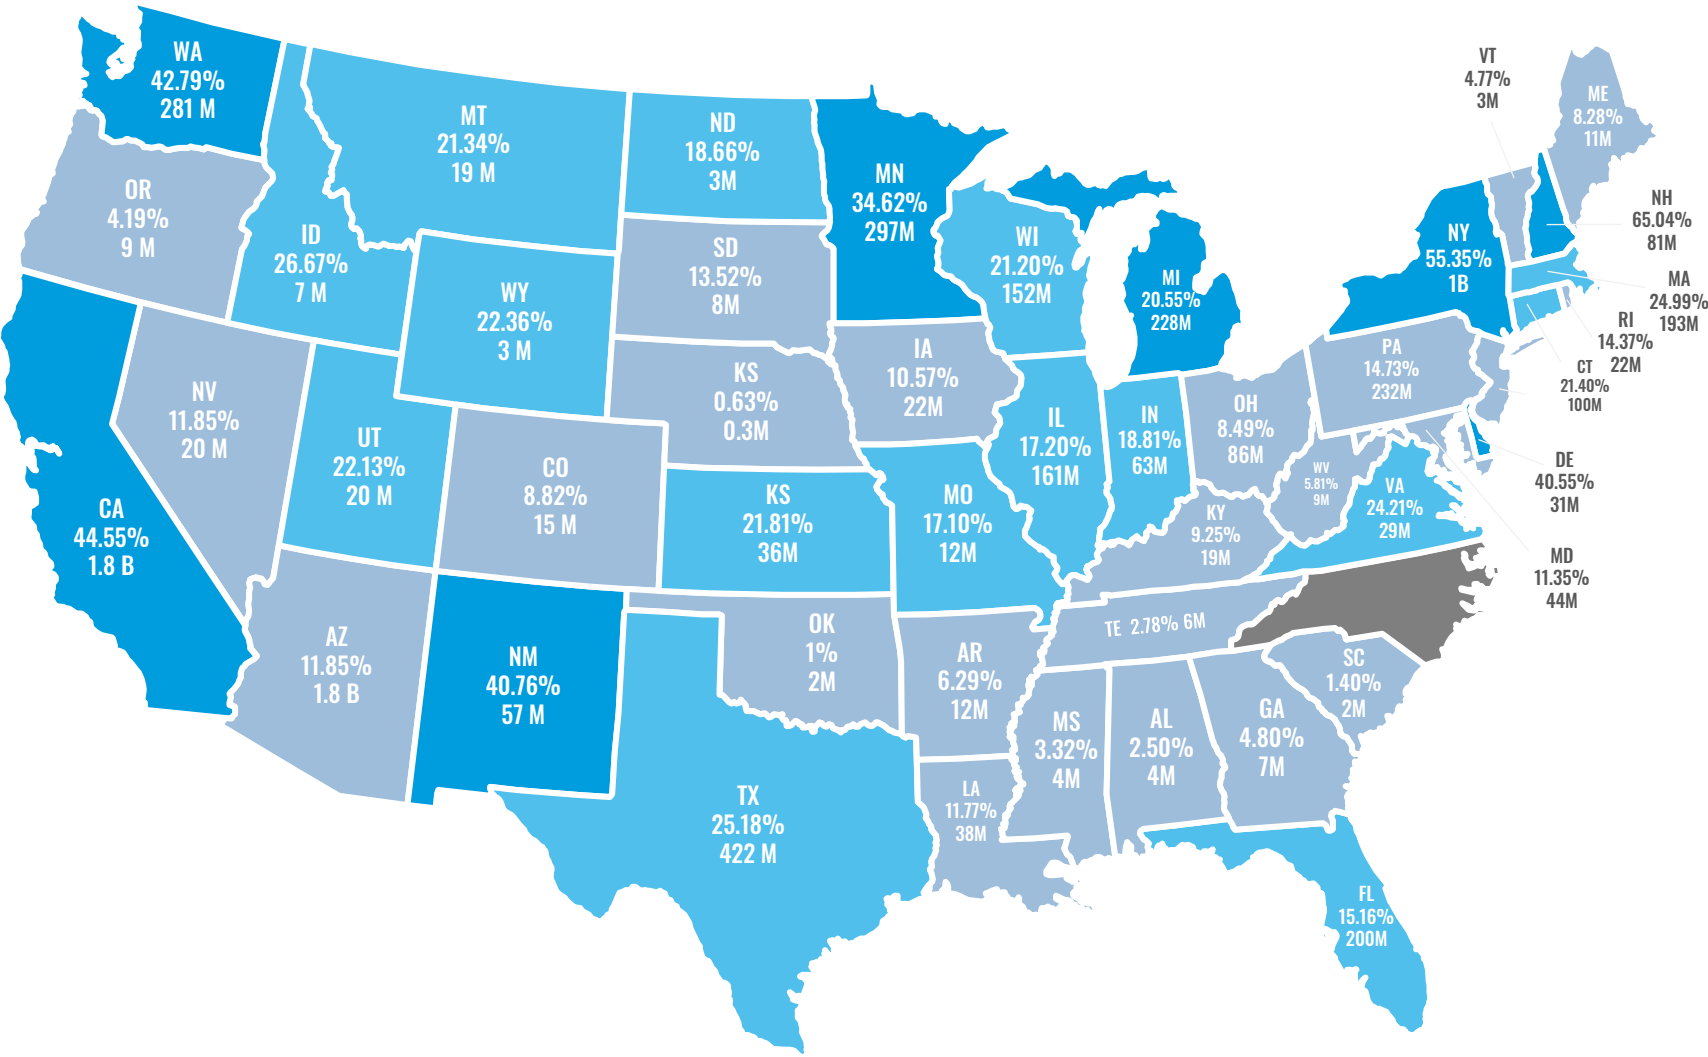 WA
42.79%
281 M
OR
4.19%
9 M
CA
44.55%
1.8 B
NV
11.85%
20 M
ID
26.67%
7 M
MT
21.34%
19 M
WY
22.36%
3 M
UT
22.13%
20 M
AZ
11.85%
1.8 B
CO
8.82%
15 M
NM
40.76%
57 M
ND
18.66%
3M
SD
13.52%
8M
KS
0.63%
0.3M
KS
21.81%
36M
OK
1%
2M
TX
25.18%
422 M
MN
34.62%
297M
IA
10.57%
22M
MO
17.10%
12M
AR
6.29%
12M
LA
11.77%
38M
WI
21.20%
152M
IL
17.20%
161M
MI
20.55%
228M
IN
18.81%
63M
OH
8.49%
86M
KY
9.25%
19M
TE 2.78% 6M
MS
3.32%
4M
AL
2.50%
4M
GA
4.80%
7M
SC
1.40%
2M
FL
15.16%
200M
WV
5.81%
9M
VA
24.21%
29M
PA
14.73%
232M
NY
55.35%
1B
VT
4.77%
3M
ME
8.28%
11M
NH
65.04%
81M
MA
24.99%
193M
RI
14.37%
22M
CT
21.40%
100M
DE
40.55%
31M
MD
11.35%
44M